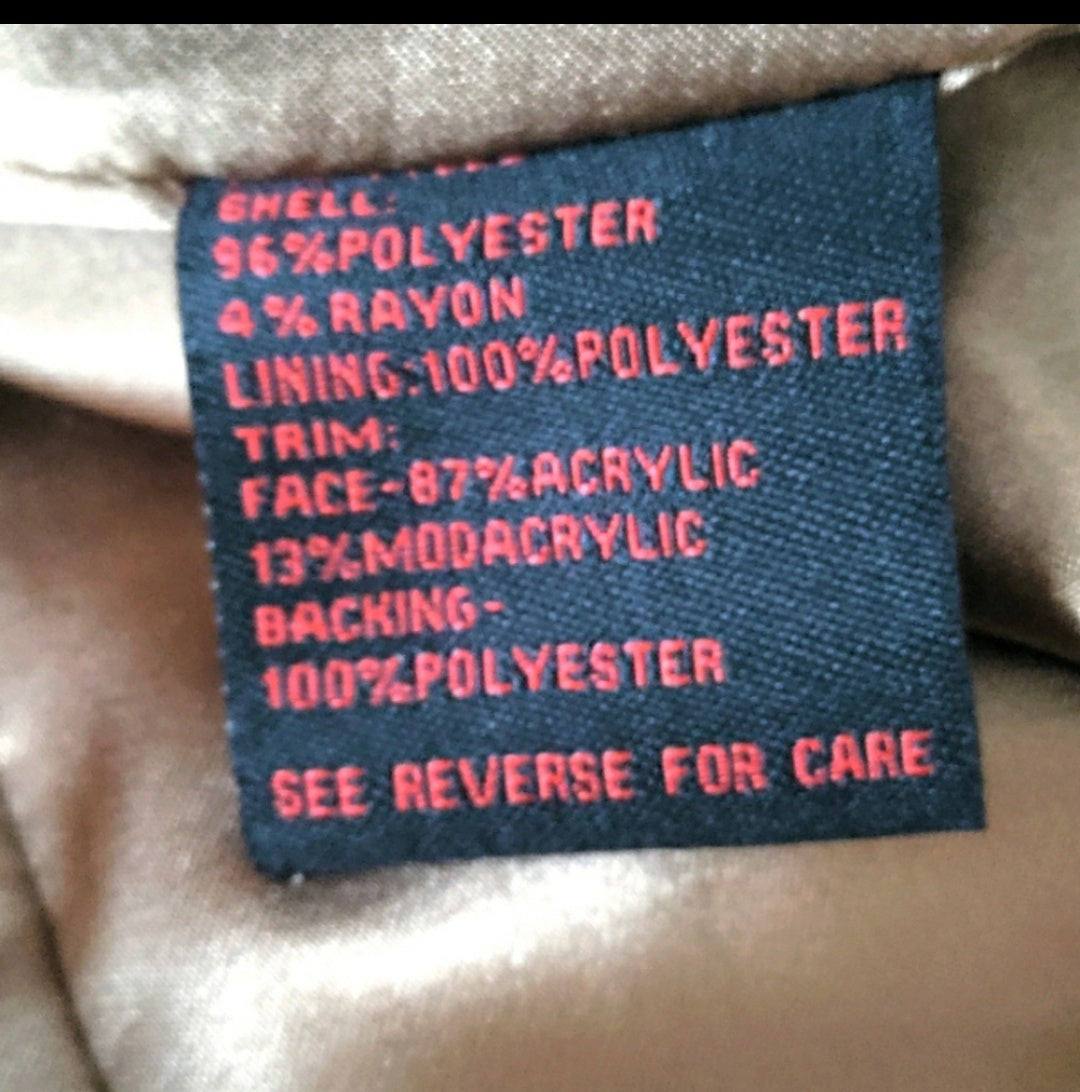 SHELL:
96%POLYESTER
4%RAYON
LINING:100%POLYESTER
TRIM:
FACE-87%ACRYLIC
13%MODACRYLIC
BACKING-
100%POLYESTER
SEE REVERSE FOR CARE